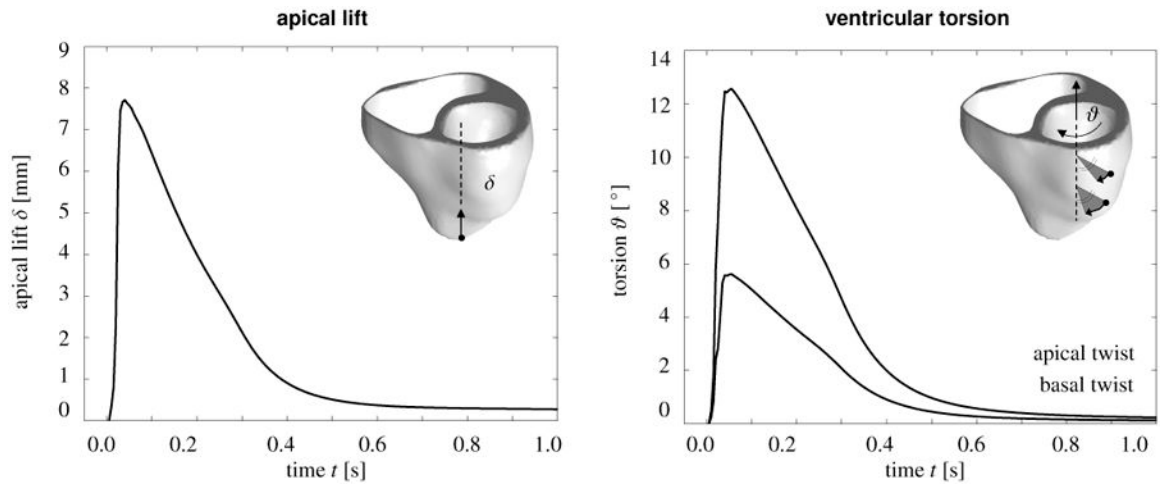 apical lift
9
8
7
6
5
4
3
2
1
0
apical lift δ [mm]
δ
0.0 0.2 0.4 0.6 0.8 1.0
time t [s]
ventricular torsion
14
12
10
8
6
4
2
0
torsion ϑ [°]
ϑ
apical twist
basal twist
0.0 0.2 0.4 0.6 0.8 1.0
time t [s]